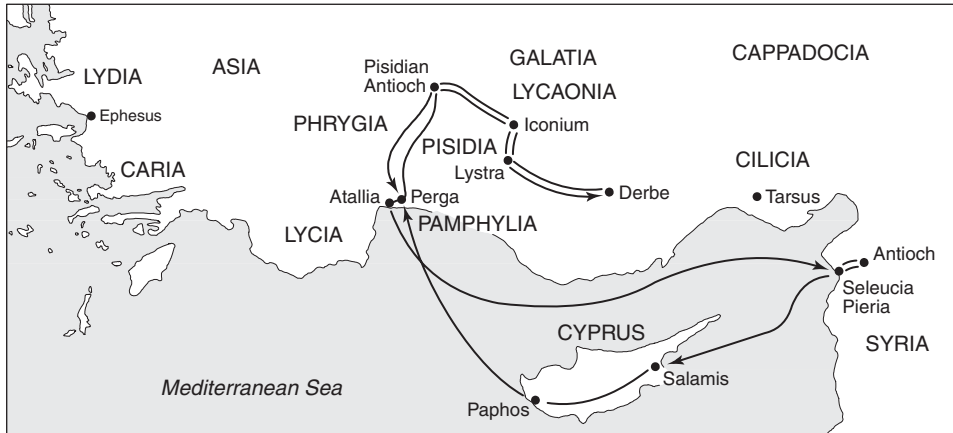 ASIA
LYDIA
Ephesus
CARIA
Pisidian
Antioch
GALATIA
LYCAONIA
CAPPADOCIA
PHRYGIA
PISIDIA
Iconium
Lystra
CILICIA
Atallia
Perga
Derbe
Tarsus
LYCIA
PAMPHYLIA
Antioch
Seleucia
Pieria
CYPRUS
SYRIA
Mediterranean Sea
Salamis
Paphos